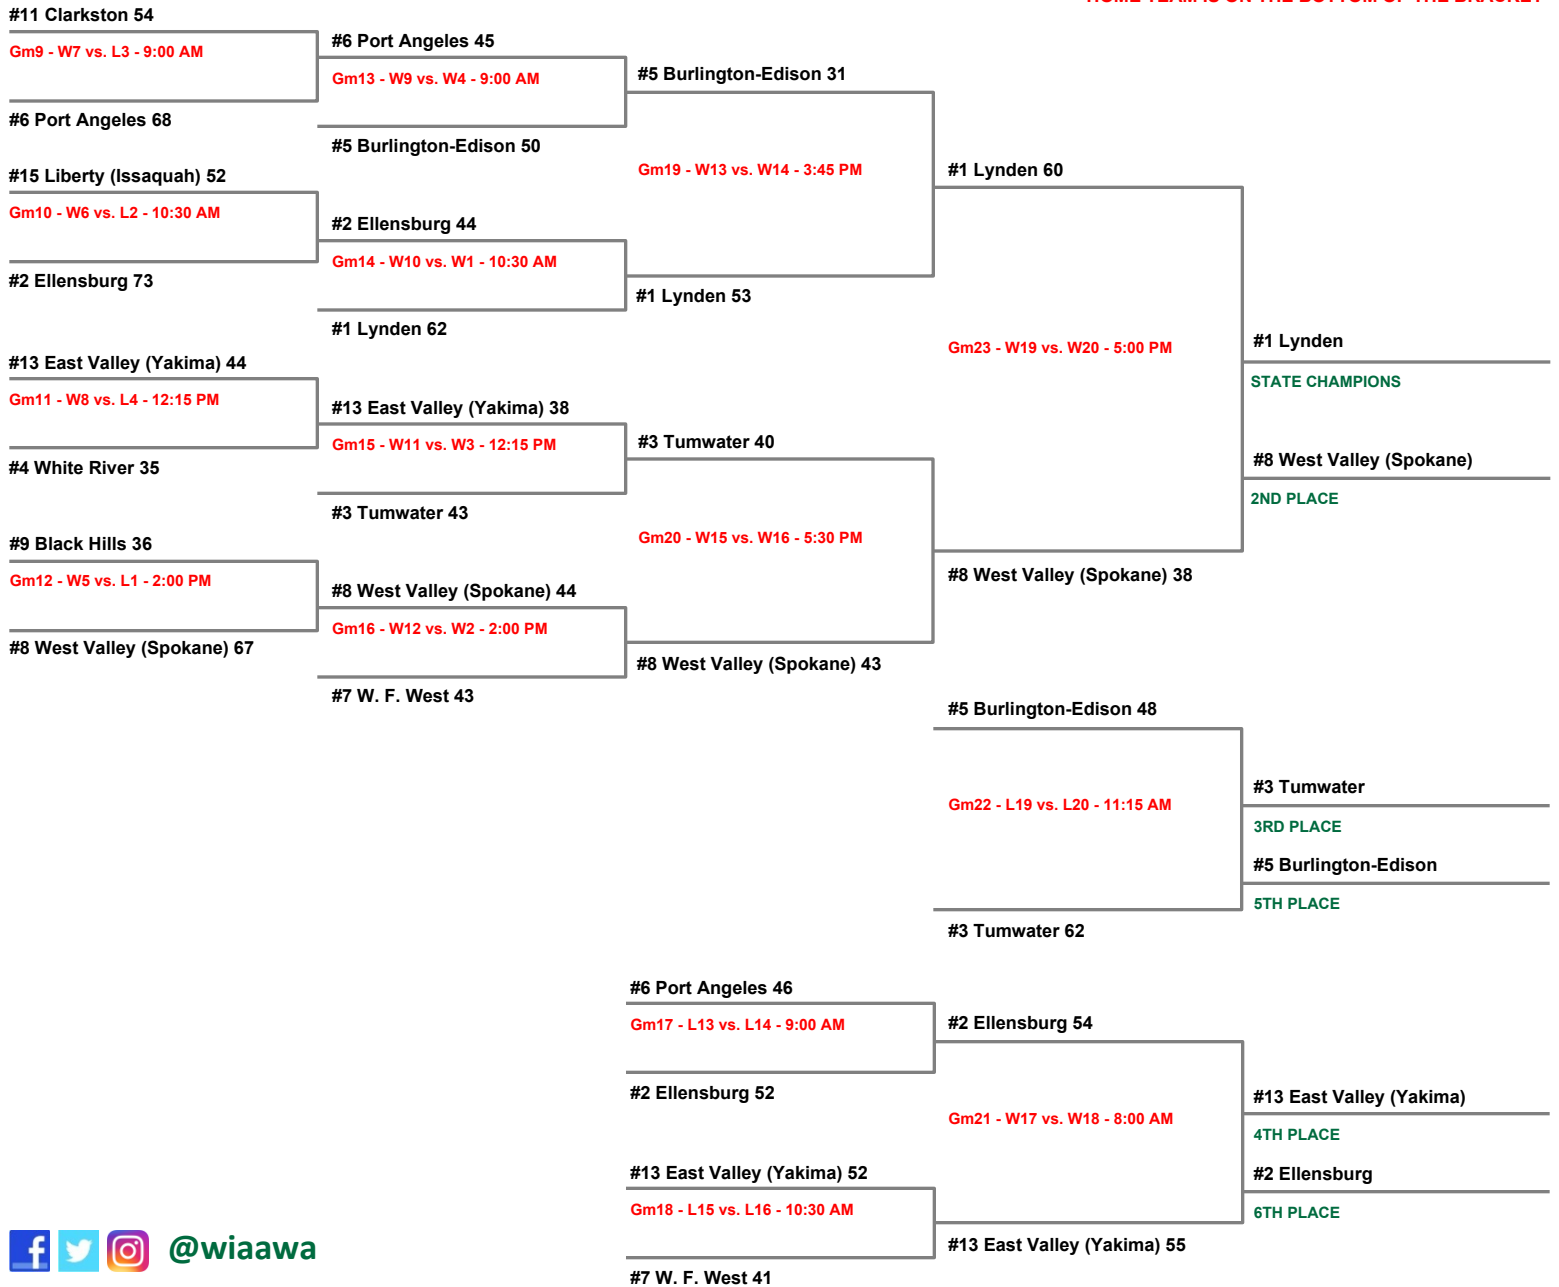 HOME TEAM IS ON THE BOTTOM OF THE BRACKET
#11 Clarkston 54
Gm9 - W7 vs. L3 - 9:00 AM
#6 Port Angeles 68
#15 Liberty (Issaquah) 52
Gm10 - W6 vs. L2 - 10:30 AM
#2 Ellensburg 73
#13 East Valley (Yakima) 44
Gm11 - W8 vs. L4 - 12:15 PM
#4 White River 35
#9 Black Hills 36
Gm12 - W5 vs. L1 - 2:00 PM
#8 West Valley (Spokane) 67
#6 Port Angeles 45
Gm13 - W9 vs. W4 - 9:00 AM
#5 Burlington-Edison 50
#2 Ellensburg 44
Gm14 - W10 vs. W1 - 10:30 AM
#1 Lynden 62
#13 East Valley (Yakima) 38
Gm15 - W11 vs. W3 - 12:15 PM
#3 Tumwater 43
#8 West Valley (Spokane) 44
Gm16 - W12 vs. W2 - 2:00 PM
#7 W. F. West 43
#5 Burlington-Edison 31
Gm19 - W13 vs. W14 - 3:45 PM
#1 Lynden 53
#3 Tumwater 40
Gm20 - W15 vs. W16 - 5:30 PM
#8 West Valley (Spokane) 43
#1 Lynden 60
Gm23 - W19 vs. W20 - 5:00 PM
#8 West Valley (Spokane) 38
#1 Lynden
STATE CHAMPIONS
#8 West Valley (Spokane)
2ND PLACE
#5 Burlington-Edison 48
Gm22 - L19 vs. L20 - 11:15 AM
#3 Tumwater 62
#3 Tumwater
3RD PLACE
#5 Burlington-Edison
5TH PLACE
#6 Port Angeles 46
Gm17 - L13 vs. L14 - 9:00 AM
#2 Ellensburg 52
#13 East Valley (Yakima) 52
Gm18 - L15 vs. L16 - 10:30 AM
#7 W. F. West 41
#2 Ellensburg 54
Gm21 - W17 vs. W18 - 8:00 AM
#13 East Valley (Yakima) 55
#13 East Valley (Yakima)
4TH PLACE
#2 Ellensburg
6TH PLACE
@wiaawa